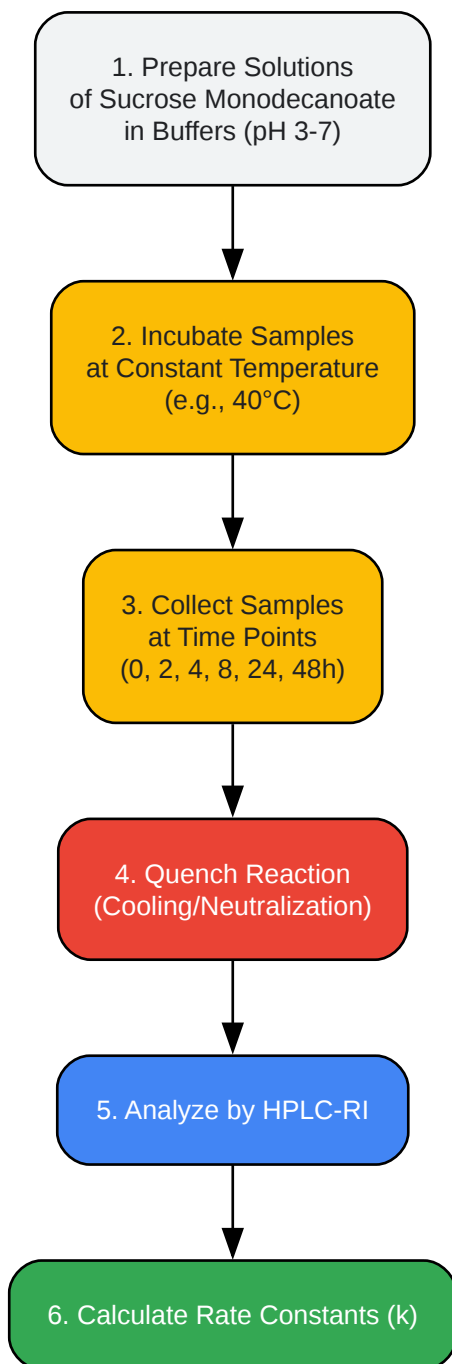 1. Prepare Solutions
of Sucrose Monodecanoate
in Buffers (pH 3-7)
2. Incubate Samples
at Constant Temperature
(e.g., 40°C)
3. Collect Samples
at Time Points
(0, 2, 4, 8, 24, 48h)
4. Quench Reaction
(Cooling/Neutralization)
5. Analyze by HPLC-RI
6. Calculate Rate Constants (k)